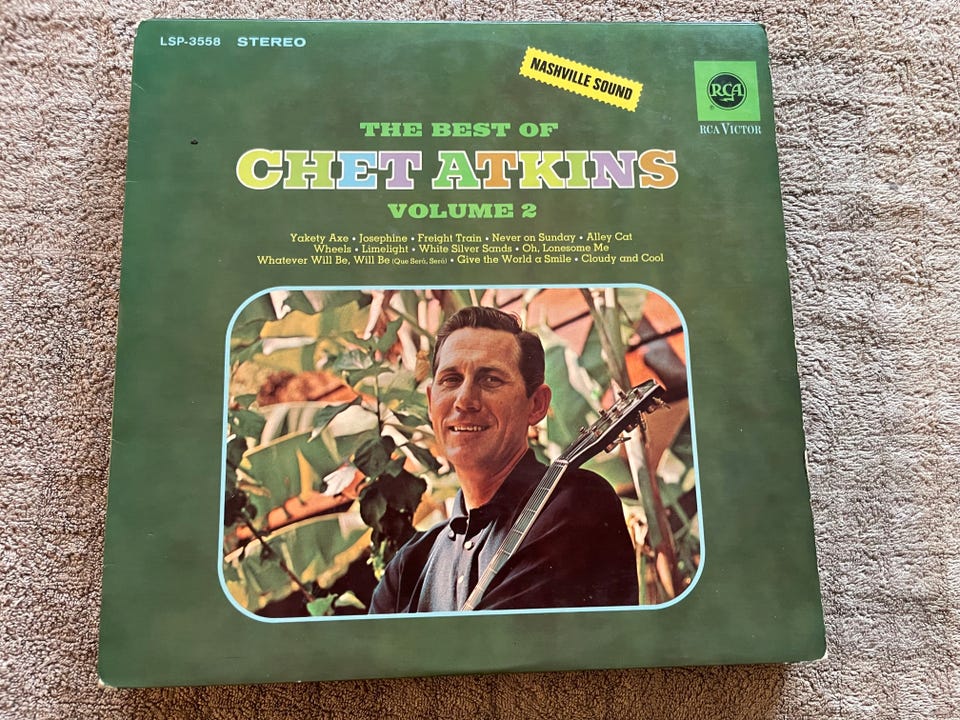 LSP-3558 STEREO
NASHVILLE SOUND
RCA
RCA VICTOR
THE BEST OF
CHET ATKINS
VOLUME 2
Yakety Axe • Josephine • Freight Train • Never on Sunday • Alley Cat
Wheels • Limelight • White Silver Sands • Oh, Lonesome Me
Whatever Will Be, Will Be (Que Será, Será) • Give the World a Smile • Cloudy and Cool